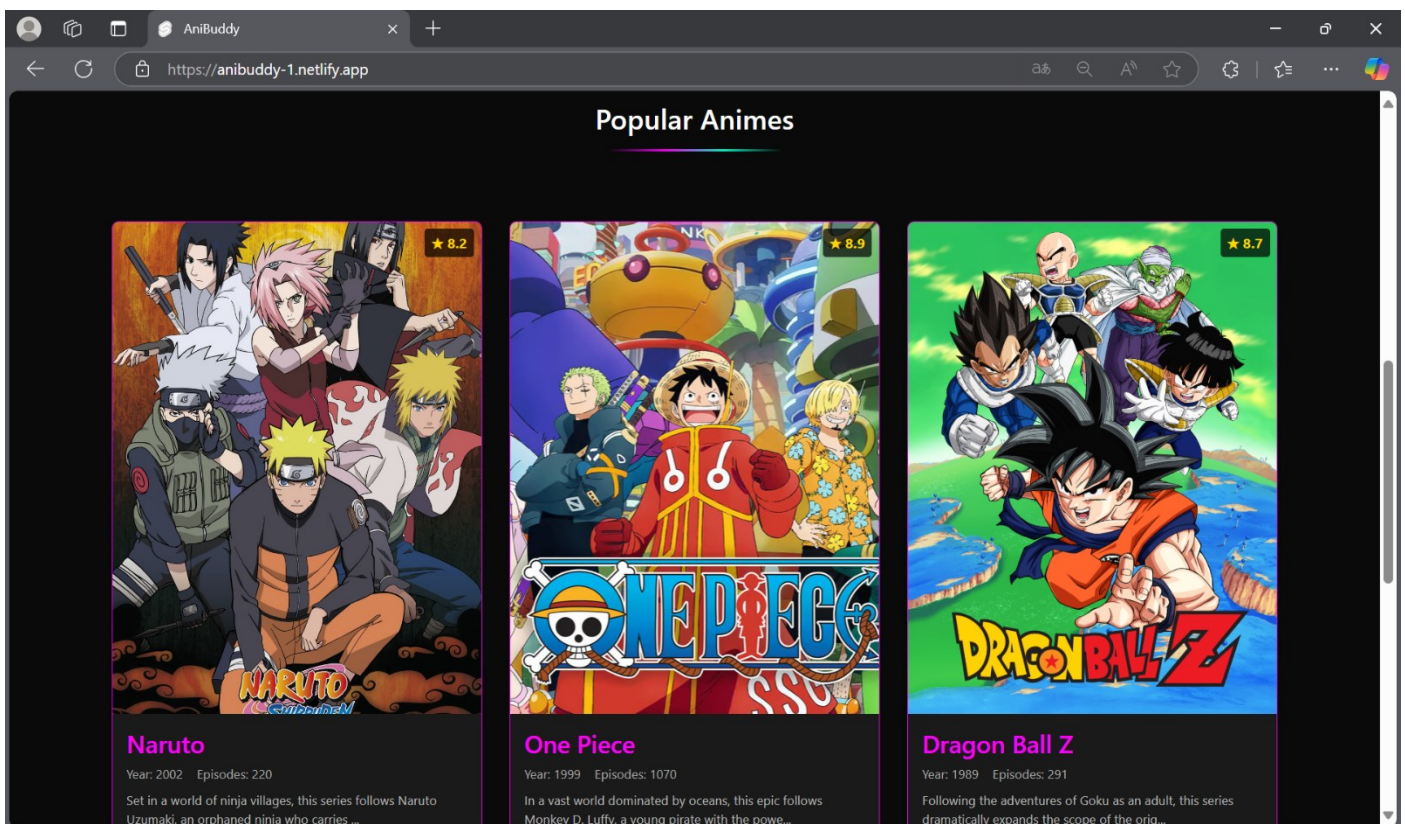 AniBuddy
https://anibuddy-1.netlify.app
Popular Animes
★ 8.2
★ 8.9
★ 8.7
NK
ONE PIECE
SSG
NARUTO
SHIPPUDEN
DRAGON BALL Z
Naruto
Year: 2002 Episodes: 220
Set in a world of ninja villages, this series follows Naruto
Uzumaki, an orphaned ninja who carries ...
One Piece
Year: 1999 Episodes: 1070
In a vast world dominated by oceans, this epic follows
Monkey D. Luffy, a young pirate with the powe...
Dragon Ball Z
Year: 1989 Episodes: 291
Following the adventures of Goku as an adult, this series
dramatically expands the scope of the orig...